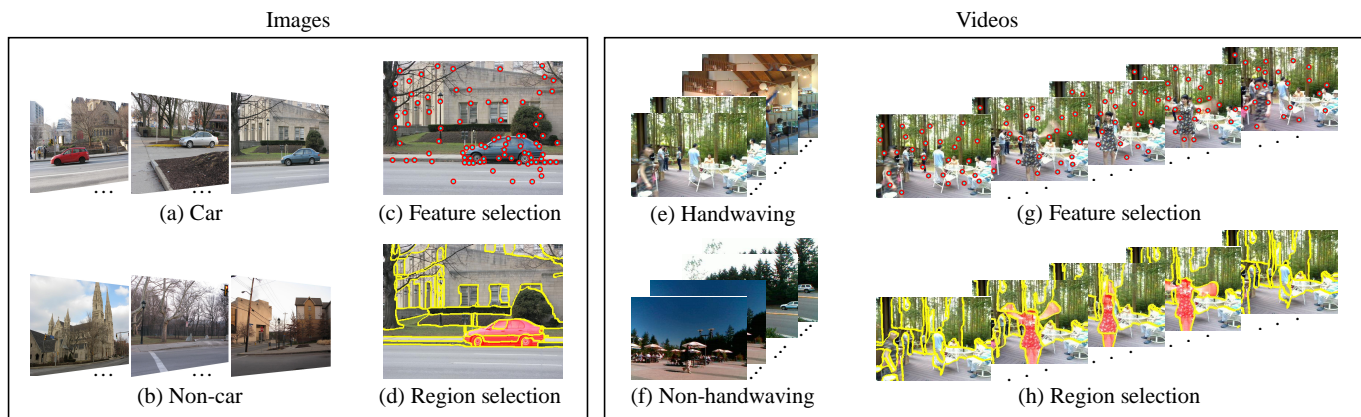 Images
Videos
(a) Car
(c) Feature selection
(e) Handwaving
(g) Feature selection
(b) Non-car
(d) Region selection
(f) Non-handwaving
(h) Region selection